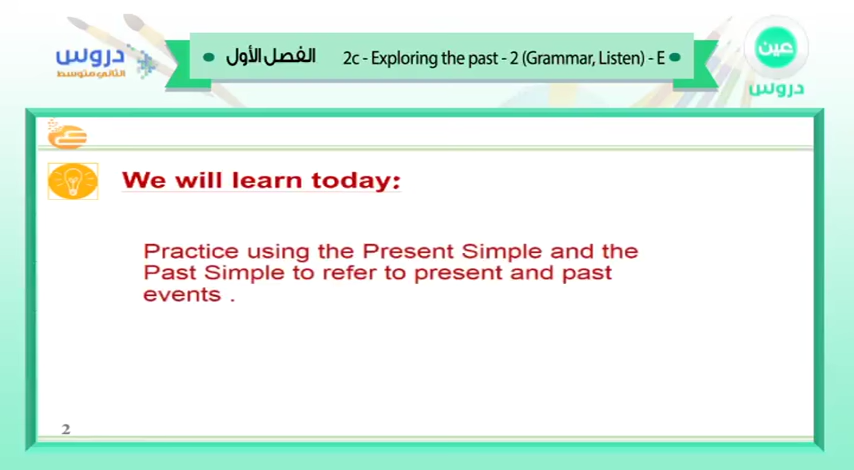 دروس
الثاني متوسط
الفصل الأول 2c - Exploring the past - 2 (Grammar, Listen) - E
عين
دروس
We will learn today:
Practice using the Present Simple and the
Past Simple to refer to present and past
events .
2